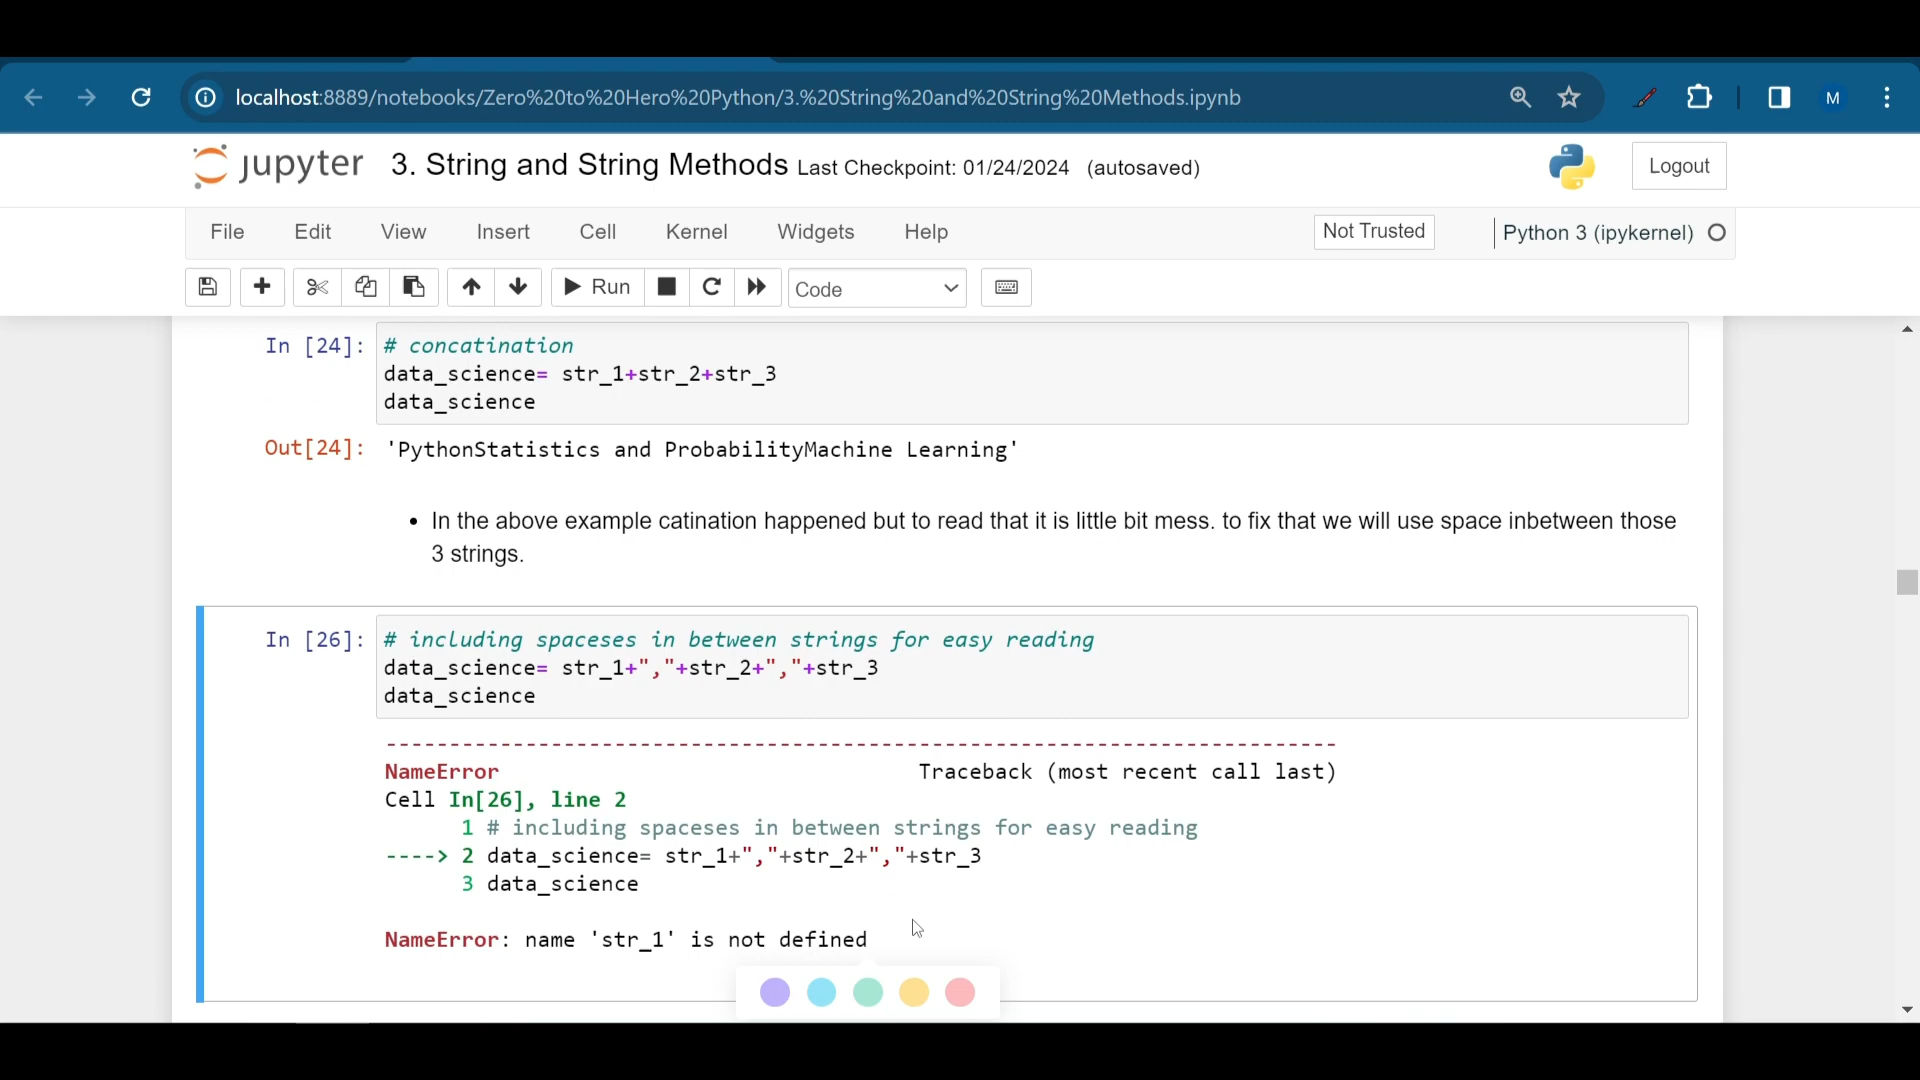 localhost:8889/notebooks/Zero%20to%20Hero%20Python/3.%20String%20and%20String%20Methods.ipynb
M
jupyter 3. String and String Methods Last Checkpoint: 01/24/2024 (autosaved)
Logout
File Edit View Insert Cell Kernel Widgets Help Not Trusted Python 3 (ipykernel)
Run Code
In [24]: # concatination
data_science= str_1+str_2+str_3
data_science
Out[24]: 'PythonStatistics and ProbabilityMachine Learning'
• In the above example catination happened but to read that it is little bit mess. to fix that we will use space inbetween those
3 strings.
In [26]: # including spaceses in between strings for easy reading
data_science= str_1+","+str_2+","+str_3
data_science
---------------------------------------------------------------------------
NameError Traceback (most recent call last)
Cell In[26], line 2
1 # including spaceses in between strings for easy reading
----> 2 data_science= str_1+","+str_2+","+str_3
3 data_science
NameError: name 'str_1' is not defined